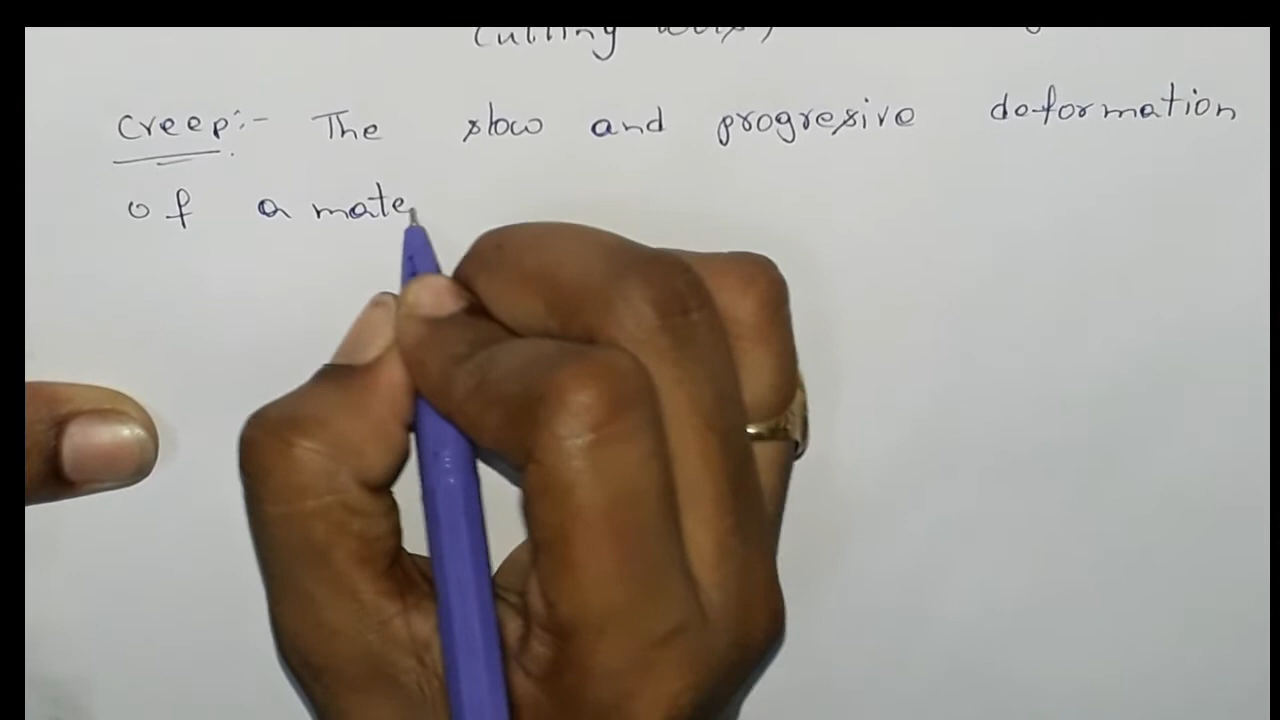 Creep:- The slow and progresive deformation
of a mate